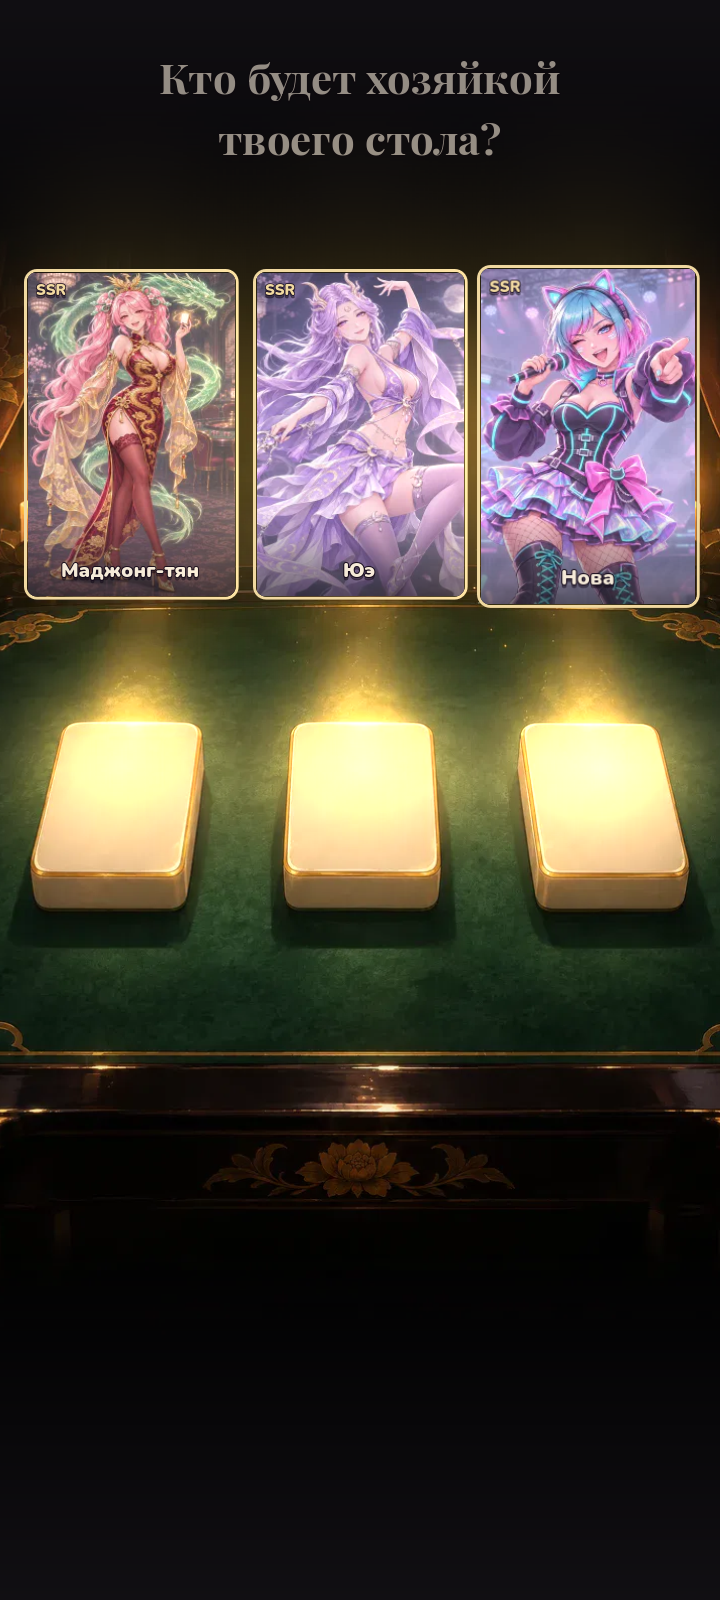 Кто будет хозяйкой
твоего стола?
SSR
SSR
SSR
Маджонг-тян
Юэ
Нова